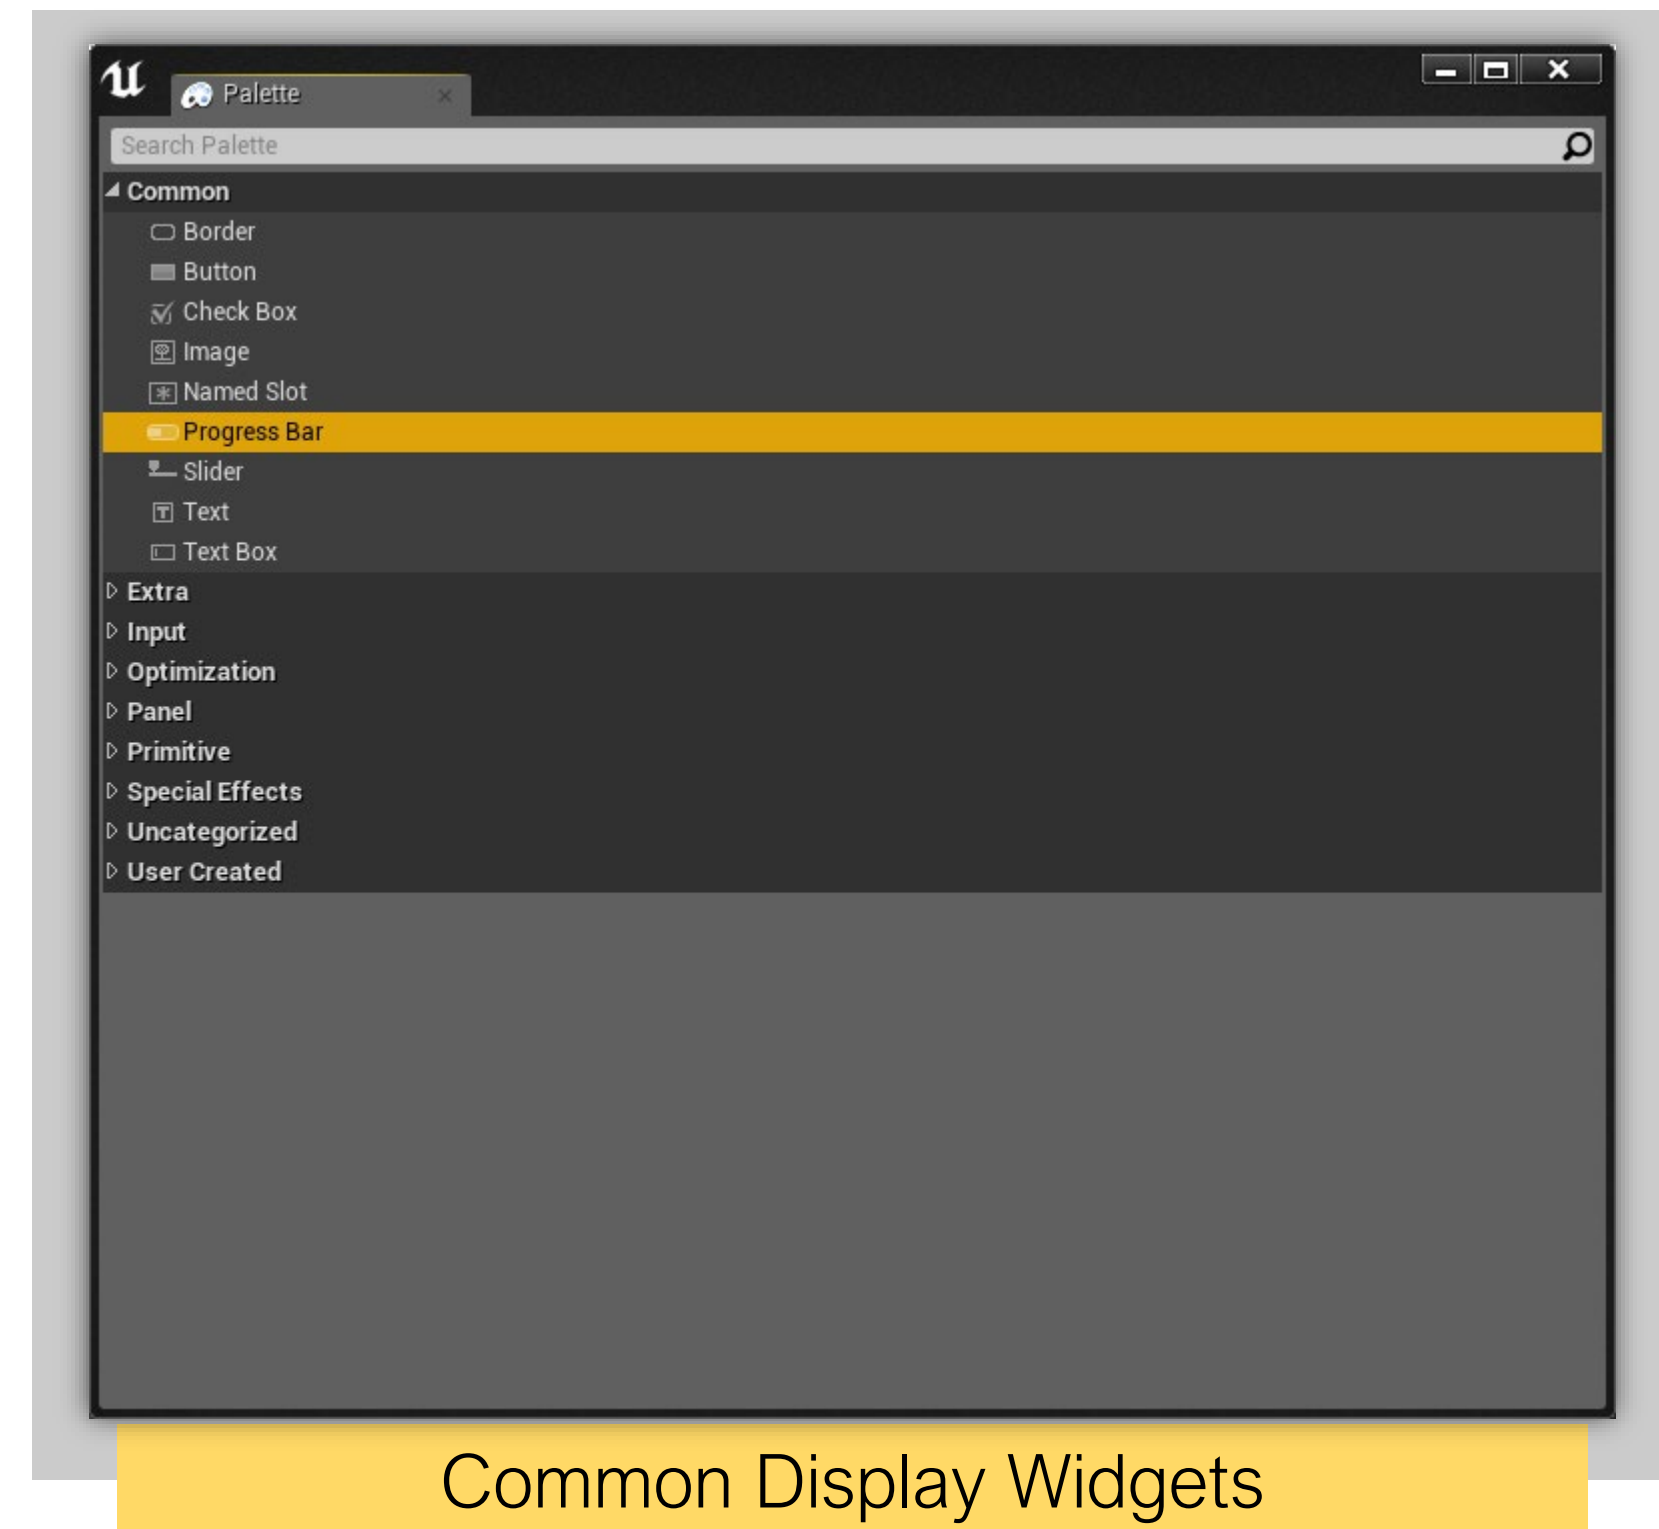 Palette
Search Palette
Common
Border
Button
Check Box
Image
Named Slot
Progress Bar
Slider
Text
Text Box
Extra
Input
Optimization
Panel
Primitive
Special Effects
Uncategorized
User Created
Common Display Widgets